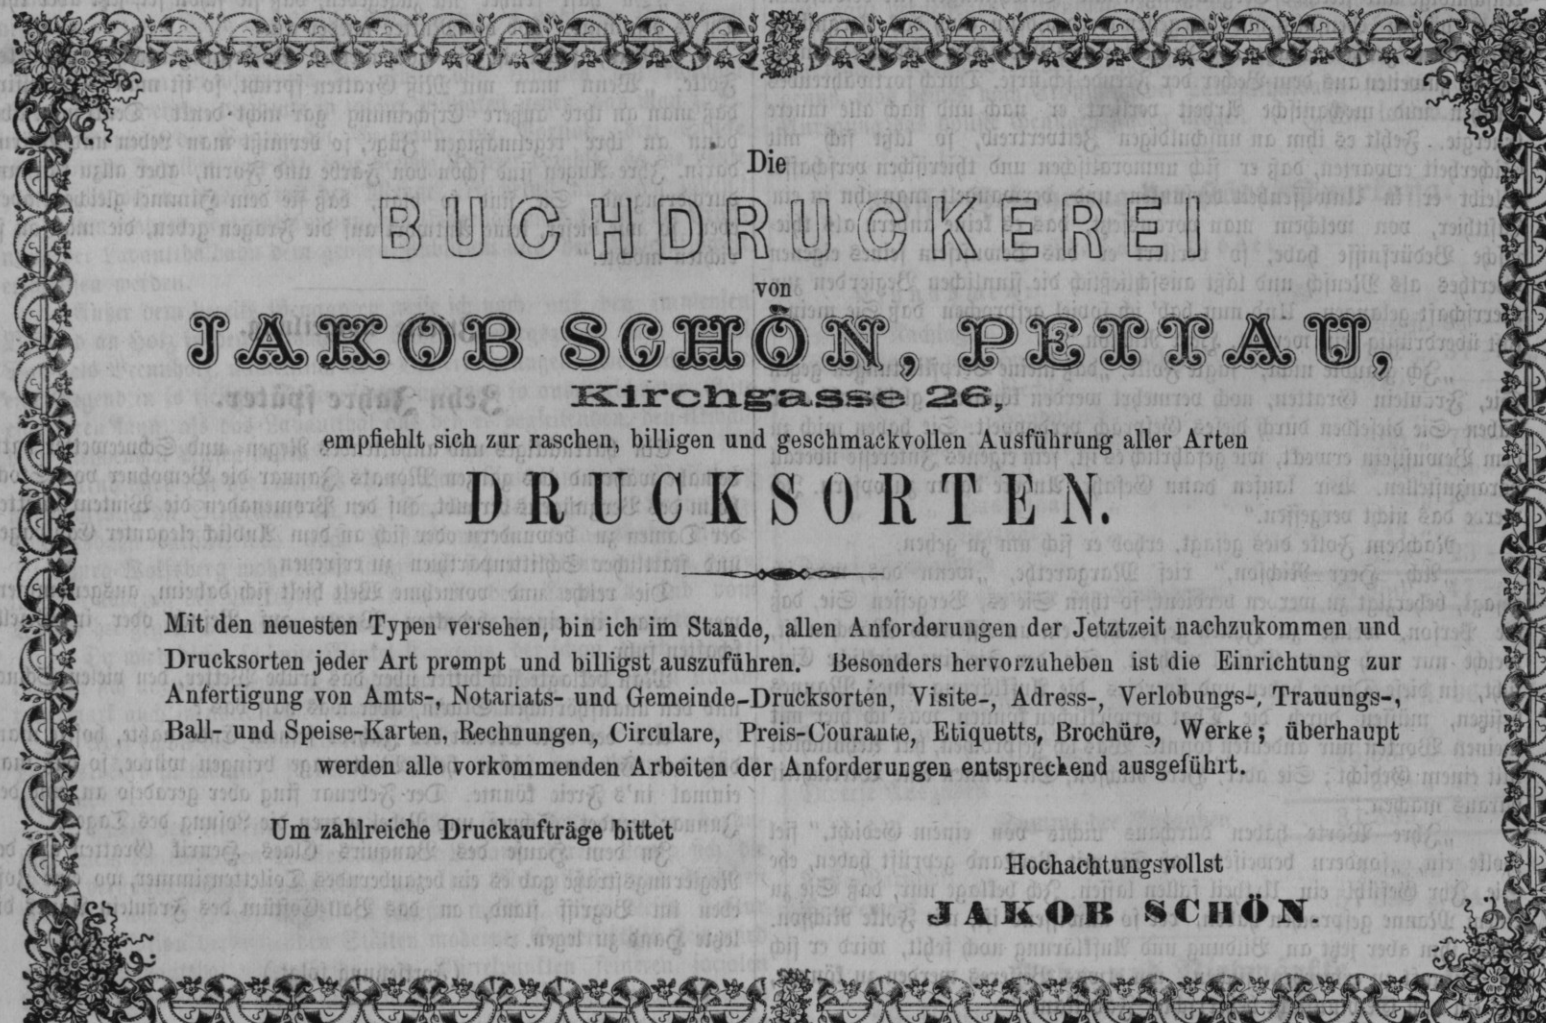 Die
BUCHDRUCKEREI
von
JAKOB SCHÖN, PETTAU,
Kirchgasse 26,
empfiehlt sich zur raschen, billigen und geschmackvollen Ausführung aller Arten
DRUCKSORTEN.
Mit den neuesten Typen versehen, bin ich im Stande, allen Anforderungen der Jetztzeit nachzukommen und
Drucksorten jeder Art prompt und billigst auszuführen. Besonders hervorzuheben ist die Einrichtung zur
Anfertigung von Amts-, Notariats- und Gemeinde-Drucksorten, Visite-, Adress-, Verlobungs-, Trauungs-,
Ball- und Speise-Karten, Rechnungen, Circulare, Preis-Courante, Etiquetts, Brochüre, Werke; überhaupt
werden alle vorkommenden Arbeiten der Anforderungen entsprechend ausgeführt.
Um zahlreiche Druckaufträge bittet
Hochachtungsvollst
JAKOB SCHÖN.